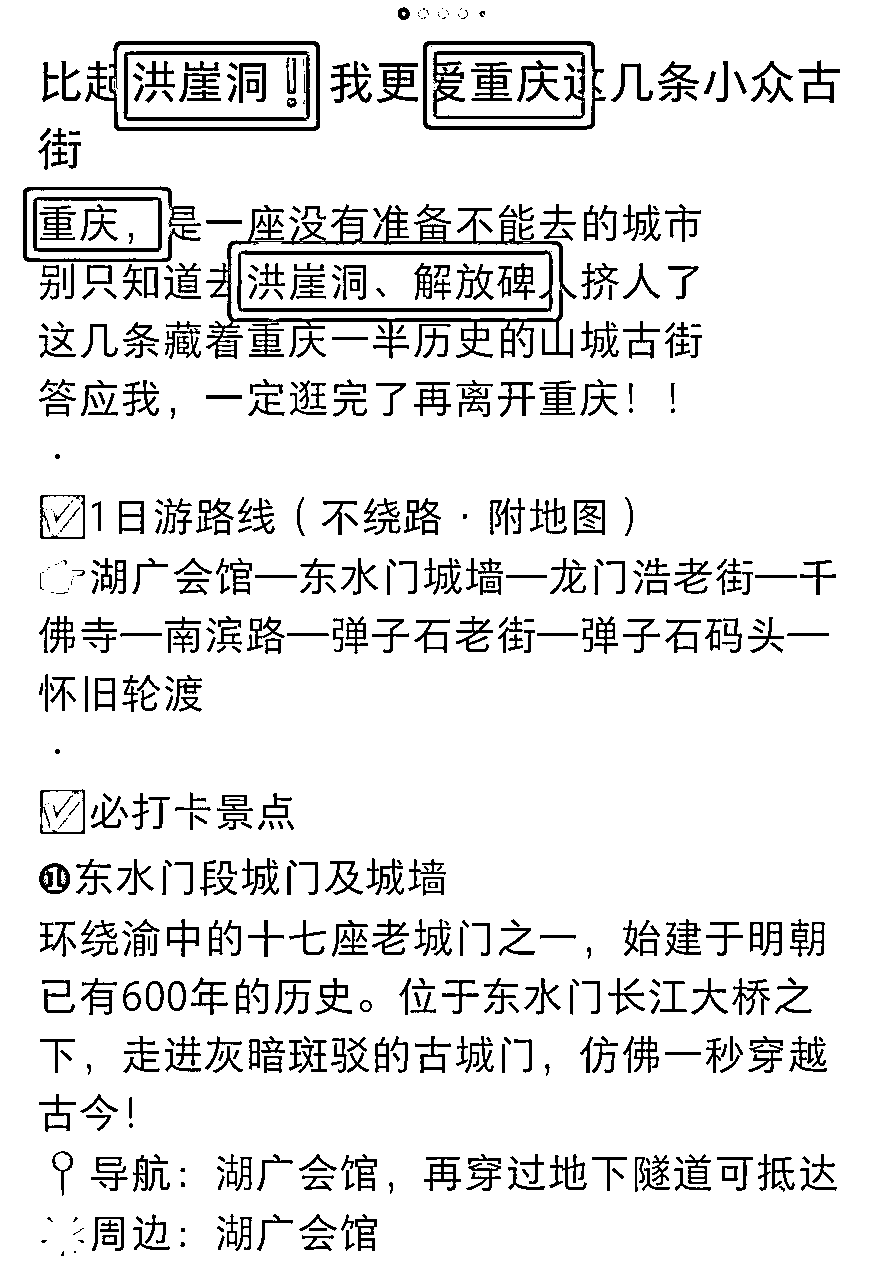 比起洪崖洞!我更爱重庆这几条小众古
街
重庆，是一座没有准备不能去的城市
别只知道去洪崖洞、解放碑人挤人了
这几条藏着重庆一半历史的山城古街
答应我，一定逛完了再离开重庆！！
·
✅1日游路线（不绕路·附地图）
👉湖广会馆—东水门城墙—龙门浩老街—千
佛寺—南滨路—弹子石老街—弹子石码头—
怀旧轮渡
·
✅必打卡景点
❶东水门段城门及城墙
环绕渝中的十七座老城门之一，始建于明朝
已有600年的历史。位于东水门长江大桥之
下，走进灰暗斑驳的古城门，仿佛一秒穿越
古今！
📍导航：湖广会馆，再穿过地下隧道可抵达
周边：湖广会馆